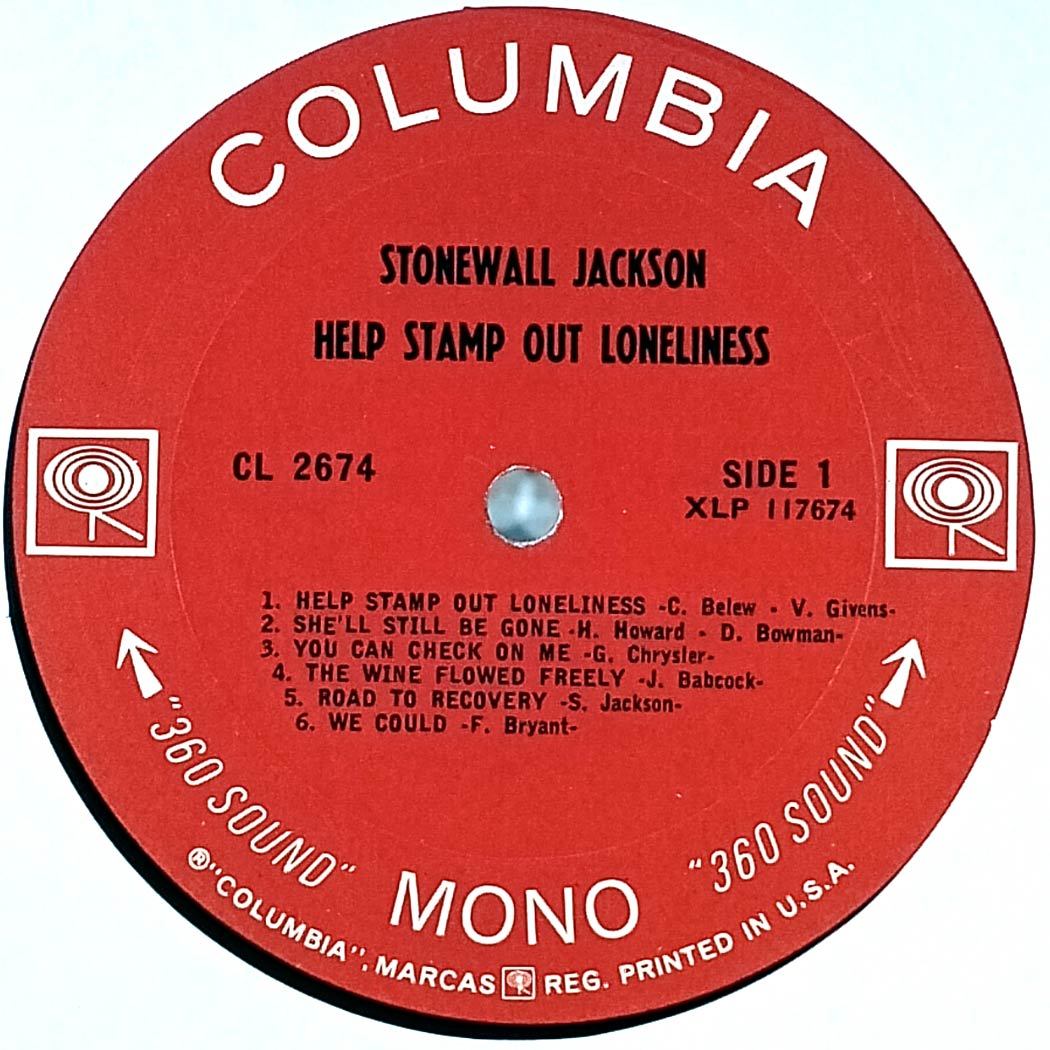 COLUMBIA
STONEWALL JACKSON
HELP STAMP OUT LONELINESS
CL 2674
SIDE 1
XLP 117674
1. HELP STAMP OUT LONELINESS -C. Belew - V. Givens-
2. SHE'LL STILL BE GONE -H. Howard - D. Bowman-
3. YOU CAN CHECK ON ME -G. Chrysler-
4. THE WINE FLOWED FREELY -J. Babcock-
5. ROAD TO RECOVERY -S. Jackson-
6. WE COULD -F. Bryant-
"360 SOUND"
MONO
"360 SOUND"
®"COLUMBIA", MARCAS REG. PRINTED IN U.S.A.